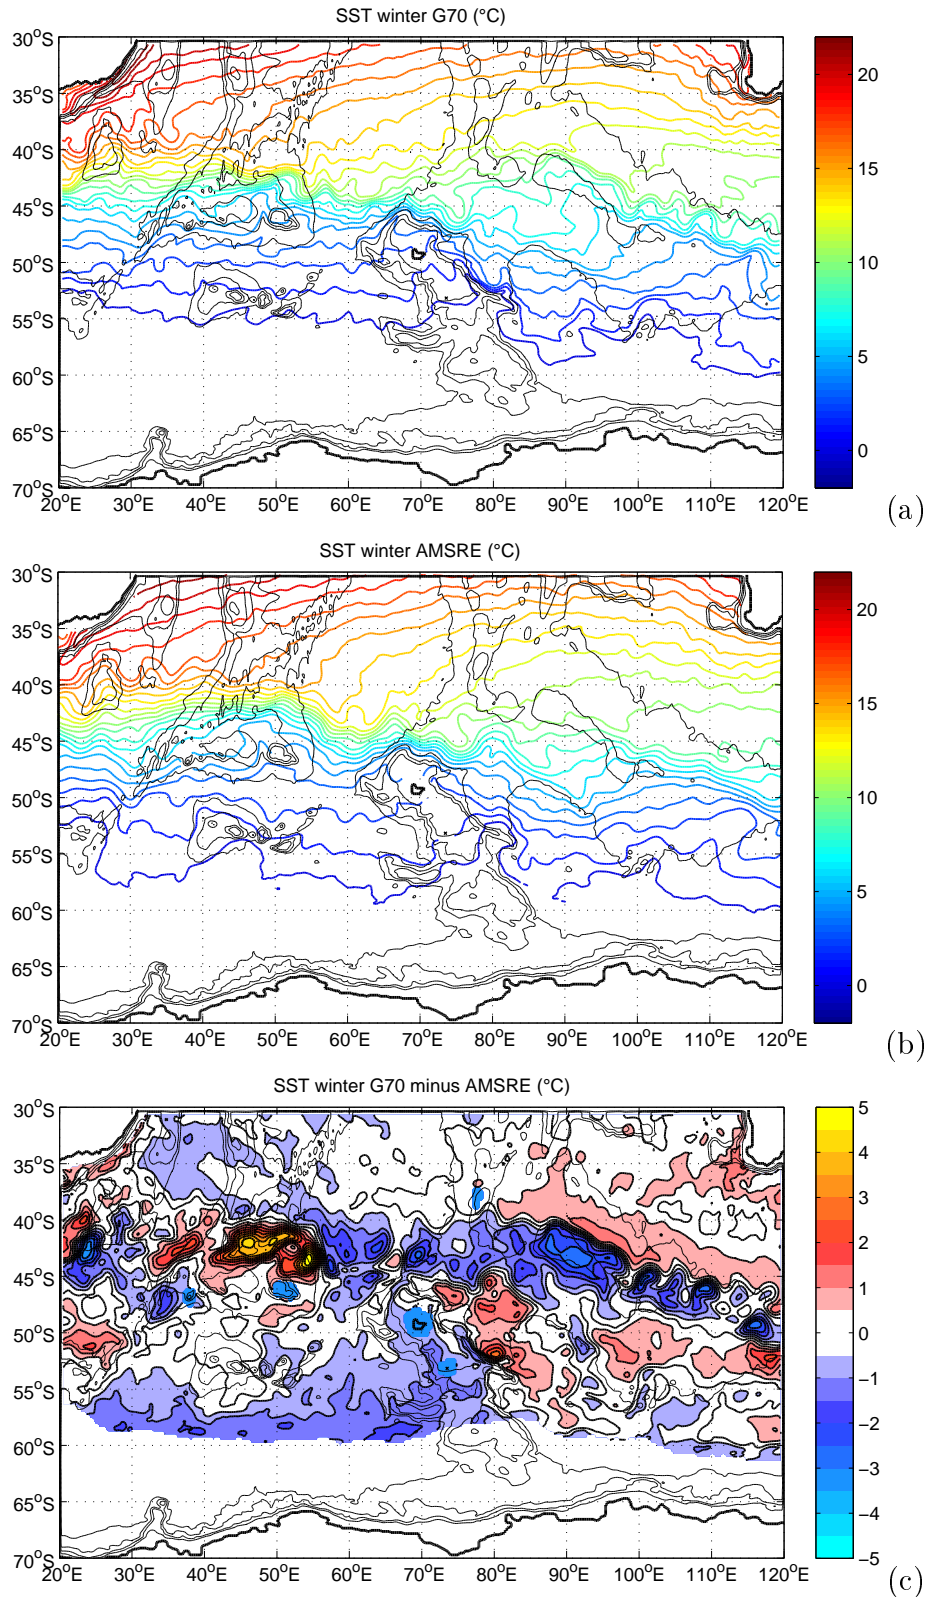 SST winter G70 (°C)
30°S
35°S
40°S
45°S
50°S
55°S
60°S
65°S
70°S
20°E 30°E 40°E 50°E 60°E 70°E 80°E 90°E 100°E 110°E 120°E
20
15
10
5
0
(a)
SST winter AMSRE (°C)
30°S
35°S
40°S
45°S
50°S
55°S
60°S
65°S
70°S
20°E 30°E 40°E 50°E 60°E 70°E 80°E 90°E 100°E 110°E 120°E
20
15
10
5
0
(b)
SST winter G70 minus AMSRE (°C)
30°S
35°S
40°S
45°S
50°S
55°S
60°S
65°S
70°S
20°E 30°E 40°E 50°E 60°E 70°E 80°E 90°E 100°E 110°E 120°E
5
4
3
2
1
0
−1
−2
−3
−4
−5
(c)